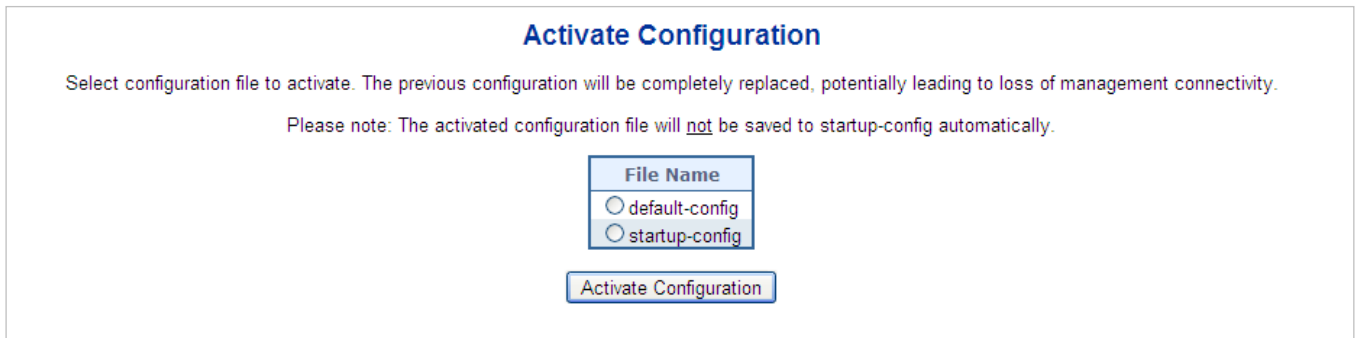 Activate Configuration
Select configuration file to activate. The previous configuration will be completely replaced, potentially leading to loss of management connectivity.
Please note: The activated configuration file will not be saved to startup-config automatically.
File Name
default-config
startup-config
Activate Configuration